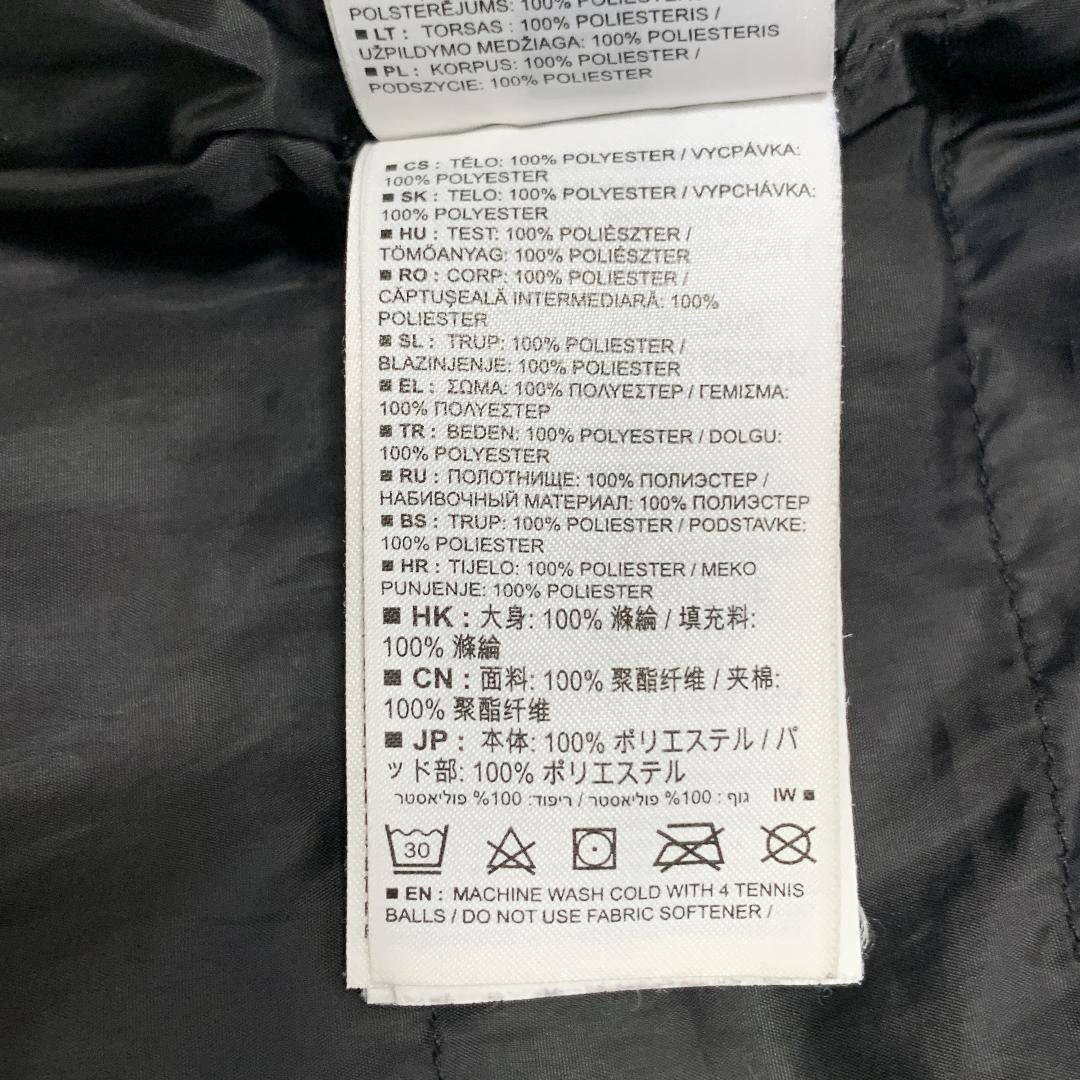 POLSTERĒJUMS: 100% POLIESTERIS
■ LT : TORSAS : 100% POLIESTERIS /
UŽPILDYMO MEDŽIAGA: 100% POLIESTERIS
■ PL : KORPUS: 100% POLIESTER /
PODSZYCIE: 100% POLIESTER
■ CS : TĚLO: 100% POLYESTER / VYCPÁVKA:
100% POLYESTER
■ SK : TELO: 100% POLYESTER / VYPCHÁVKA:
100% POLYESTER
■ HU : TEST: 100% POLIÉSZTER /
TÖMŐANYAG: 100% POLIÉSZTER
■ RO : CORP: 100% POLIESTER /
CĂPTUȘEALĂ INTERMEDIARĂ: 100%
POLIESTER
■ SL : TRUP: 100% POLIESTER /
BLAZINJENJE: 100% POLIESTER
■ EL : ΣΩΜΑ: 100% ΠΟΛΥΕΣΤΕΡ / ΓΕΜΙΣΜΑ:
100% ΠΟΛΥΕΣΤΕΡ
■ TR : BEDEN: 100% POLYESTER / DOLGU:
100% POLYESTER
■ RU : ПОЛОТНИЩЕ: 100% ПОЛИЭСТЕР /
НАБИВОЧНЫЙ МАТЕРИАЛ: 100% ПОЛИЭСТЕР
■ BS : TRUP: 100% POLIESTER / PODSTAVKE:
100% POLIESTER
■ HR : TIJELO: 100% POLIESTER / MEKO
PUNJENJE: 100% POLIESTER
■ HK : 大身: 100% 滌綸 / 填充料:
100% 滌綸
■ CN : 面料: 100% 聚酯纤维 / 夹棉:
100% 聚酯纤维
■ JP : 本体: 100% ポリエステル / パ
ッド部: 100% ポリエステル
■ IW גוף : 100% פוליאסטר / ריפוד: 100% פוליאסטר
30
■ EN : MACHINE WASH COLD WITH 4 TENNIS
BALLS / DO NOT USE FABRIC SOFTENER /